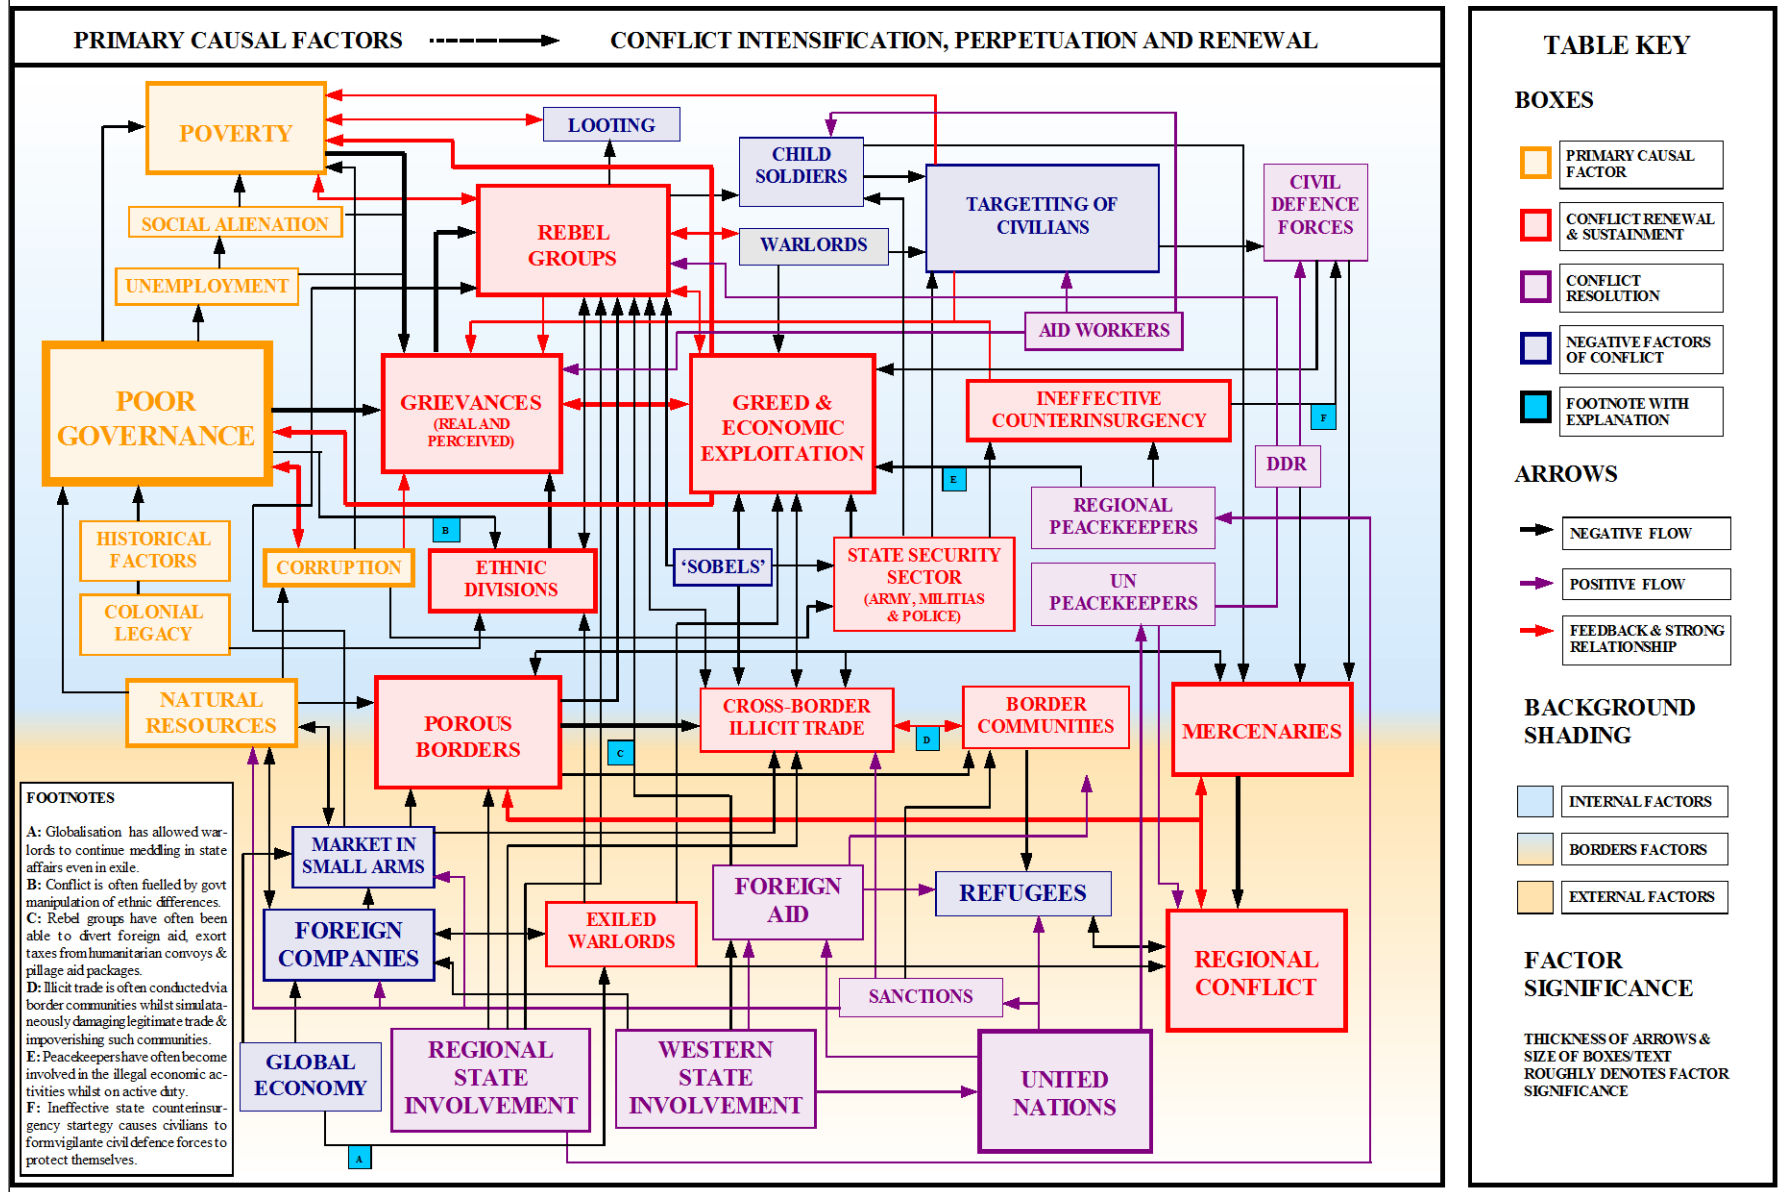 PRIMARY CAUSAL FACTORS
CONFLICT INTENSIFICATION, PERPETUATION AND RENEWAL
POVERTY
LOOTING
CHILD
SOLDIERS
SOCIAL ALIENATION
REBEL
GROUPS
WARLORDS
TARGETTING OF
CIVILIANS
CIVIL
DEFENCE
FORCES
UNEMPLOYMENT
AID WORKERS
POOR
GOVERNANCE
GRIEVANCES
(REAL AND
PERCEIVED)
GREED &
ECONOMIC
EXPLOITATION
INEFFECTIVE
COUNTERINSURGENCY
F
DDR
E
REGIONAL
PEACEKEEPERS
HISTORICAL
FACTORS
B
CORRUPTION
ETHNIC
DIVISIONS
‘SOBELS’
STATE SECURITY
SECTOR
(ARMY, MILITIAS
& POLICE)
UN
PEACEKEEPERS
COLONIAL
LEGACY
NATURAL
RESOURCES
POROUS
BORDERS
C
CROSS-BORDER
ILLICIT TRADE
D
BORDER
COMMUNITIES
MERCENARIES
MARKET IN
SMALL ARMS
FOREIGN
AID
REFUGEES
FOREIGN
COMPANIES
EXILED
WARLORDS
SANCTIONS
REGIONAL
CONFLICT
GLOBAL
ECONOMY
REGIONAL
STATE
INVOLVEMENT
WESTERN
STATE
INVOLVEMENT
UNITED
NATIONS
A
FOOTNOTES
A: Globalisation has allowed war-
lords to continue meddling in state
affairs even in exile.
B: Conflict is often fuelled by govt
manipulation of ethnic differences.
C: Rebel groups have often been
able to divert foreign aid, exort
taxes from humanitarian convoys &
pillage aid packages.
D: Illicit trade is often conducted via
border communities whilst simulata-
neously damaging legitimate trade &
impoverishing such communities.
E: Peacekeepers have often become
involved in the illegal economic ac-
tivities whilst on active duty.
F: Ineffective state counterinsur-
gency startegy causes civilians to
form vigilante civil defence forces to
protect themselves.
TABLE KEY
BOXES
PRIMARY CAUSAL
FACTOR
CONFLICT RENEWAL
& SUSTAINMENT
CONFLICT
RESOLUTION
NEGATIVE FACTORS
OF CONFLICT
FOOTNOTE WITH
EXPLANATION
ARROWS
NEGATIVE FLOW
POSITIVE FLOW
FEEDBACK & STRONG
RELATIONSHIP
BACKGROUND
SHADING
INTERNAL FACTORS
BORDERS FACTORS
EXTERNAL FACTORS
FACTOR
SIGNIFICANCE
THICKNESS OF ARROWS &
SIZE OF BOXES/TEXT
ROUGHLY DENOTES FACTOR
SIGNIFICANCE